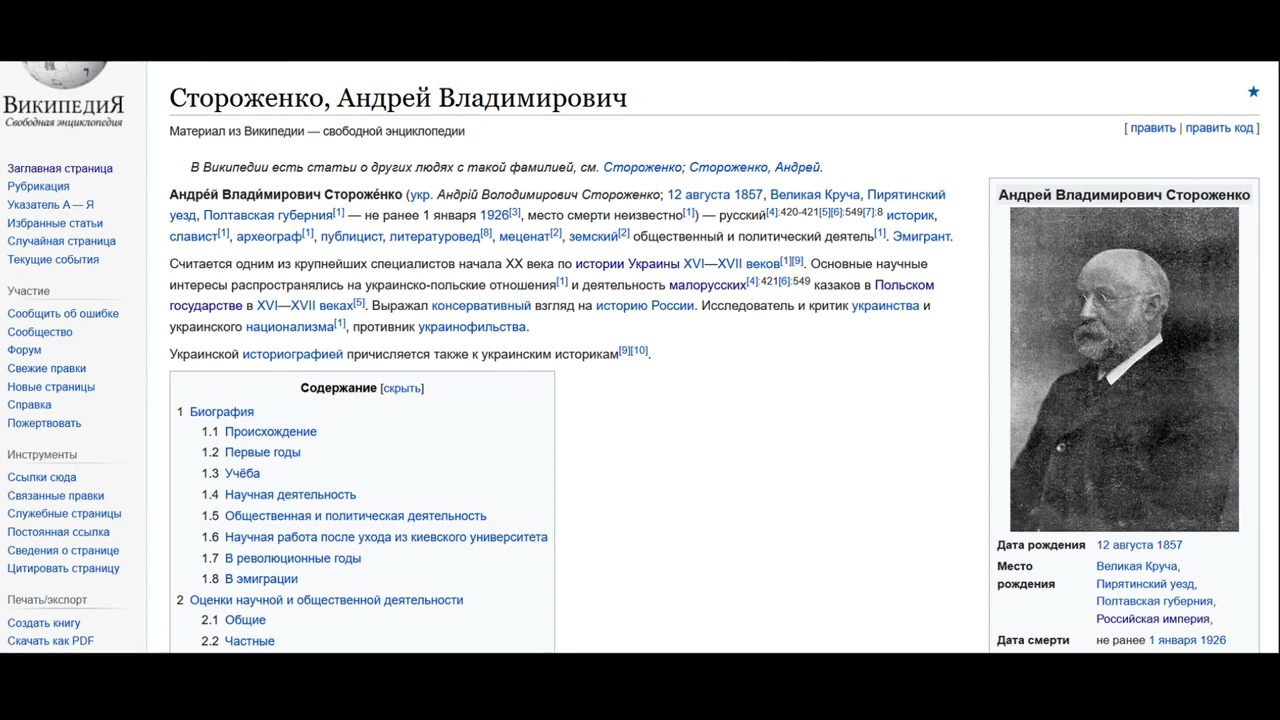 ВИКИПЕДИЯ
Свободная энциклопедия
Заглавная страница
Рубрикация
Указатель А — Я
Избранные статьи
Случайная страница
Текущие события
Участие
Сообщить об ошибке
Сообщество
Форум
Свежие правки
Новые страницы
Справка
Пожертвовать
Инструменты
Ссылки сюда
Связанные правки
Служебные страницы
Постоянная ссылка
Сведения о странице
Цитировать страницу
Печать/экспорт
Создать книгу
Скачать как PDF
Стороженко, Андрей Владимирович
Материал из Википедии — свободной энциклопедии
[ править | править код ]
В Википедии есть статьи о других людях с такой фамилией, см. Стороженко; Стороженко, Андрей.
Андре́й Влади́мирович Стороже́нко (укр. Андрій Володимирович Стороженко; 12 августа 1857, Великая Круча, Пирятинский
уезд, Полтавская губерния[1] — не ранее 1 января 1926[3], место смерти неизвестно[1]) — русский[4]:420-421[5][6]:549[7]:8 историк,
славист[1], археограф[1], публицист, литературовед[8], меценат[2], земский[2] общественный и политический деятель[1]. Эмигрант.
Считается одним из крупнейших специалистов начала XX века по истории Украины XVI—XVII веков[1][9]. Основные научные
интересы распространялись на украинско-польские отношения[1] и деятельность малорусских[4]:421[6]:549 казаков в Польском
государстве в XVI—XVII веках[5]. Выражал консервативный взгляд на историю России. Исследователь и критик украинства и
украинского национализма[1], противник украинофильства.
Украинской историографией причисляется также к украинским историкам[9][10].
Содержание [скрыть]
1 Биография
1.1 Происхождение
1.2 Первые годы
1.3 Учёба
1.4 Научная деятельность
1.5 Общественная и политическая деятельность
1.6 Научная работа после ухода из киевского университета
1.7 В революционные годы
1.8 В эмиграции
2 Оценки научной и общественной деятельности
2.1 Общие
2.2 Частные
Андрей Владимирович Стороженко
Дата рождения 12 августа 1857
Место рождения Великая Круча,
Пирятинский уезд,
Полтавская губерния,
Российская империя,
Дата смерти не ранее 1 января 1926